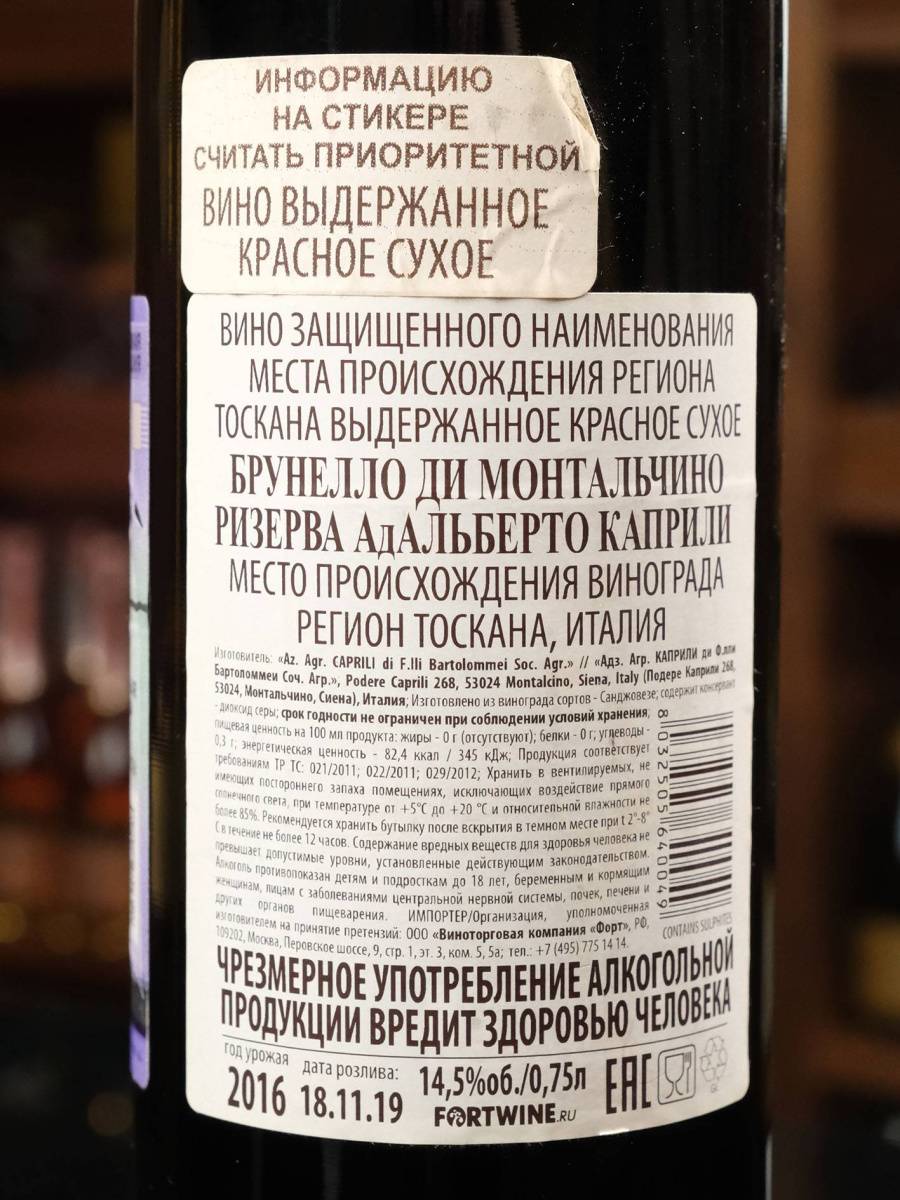 ИНФОРМАЦИЮ
НА СТИКЕРЕ
СЧИТАТЬ ПРИОРИТЕТНОЙ
ВИНО ВЫДЕРЖАННОЕ
КРАСНОЕ СУХОЕ
ВИНО ЗАЩИЩЕННОГО НАИМЕНОВАНИЯ
МЕСТА ПРОИСХОЖДЕНИЯ РЕГИОНА
ТОСКАНА ВЫДЕРЖАННОЕ КРАСНОЕ СУХОЕ
БРУНЕЛЛО ДИ МОНТАЛЬЧИНО
РИЗЕРВА АдАЛЬБЕРТО КАПРИЛИ
МЕСТО ПРОИСХОЖДЕНИЯ ВИНОГРАДА
РЕГИОН ТОСКАНА, ИТАЛИЯ
Изготовитель: «Az. Agr. CAPRILI di F.lli Bartolommei Soc. Agr.» // «Адз. Агр. КАПРИЛИ ди Ф.лли
Бартоломмеи Соч. Агр.», Podere Caprili 268, 53024 Montalcino, Siena, Italy (Подере Каприли 268,
53024, Монтальчино, Сиена), Италия; Изготовлено из винограда сортов - Санджовезе; содержит консервант
- диоксид серы; срок годности не ограничен при соблюдении условий хранения;
пищевая ценность на 100 мл продукта: жиры - 0 г (отсутствуют); белки - 0 г; углеводы -
0,3 г; энергетическая ценность - 82,4 ккал / 345 кДж; Продукция соответствует
требованиям ТР ТС: 021/2011; 022/2011; 029/2012; Хранить в вентилируемых, не
имеющих постороннего запаха помещениях, исключающих воздействие прямого
солнечного света, при температуре от +5°С до +20 °С и относительной влажности не
более 85%. Рекомендуется хранить бутылку после вскрытия в темном месте при t 2°-8°
С в течение не более 12 часов. Содержание вредных веществ для здоровья человека не
превышает допустимые уровни, установленные действующим законодательством.
Алкоголь противопоказан детям и подросткам до 18 лет, беременным и кормящим
женщинам, лицам с заболеваниями центральной нервной системы, почек, печени и
других органов пищеварения. ИМПОРТЕР/Организация, уполномоченная
изготовителем на принятие претензий: ООО «Виноторговая компания «Форт», РФ,
109202, Москва, Перовское шоссе, 9, стр. 1, эт. 3, ком. 5, 5а; тел.: +7 (495) 775 14 14.
8 032505 640049
CONTAINS SULPHITES
ЧРЕЗМЕРНОЕ УПОТРЕБЛЕНИЕ АЛКОГОЛЬНОЙ
ПРОДУКЦИИ ВРЕДИТ ЗДОРОВЬЮ ЧЕЛОВЕКА
год урожая дата розлива: 14,5%об./0,75л
2016 18.11.19 FORTWINE.RU
EAC